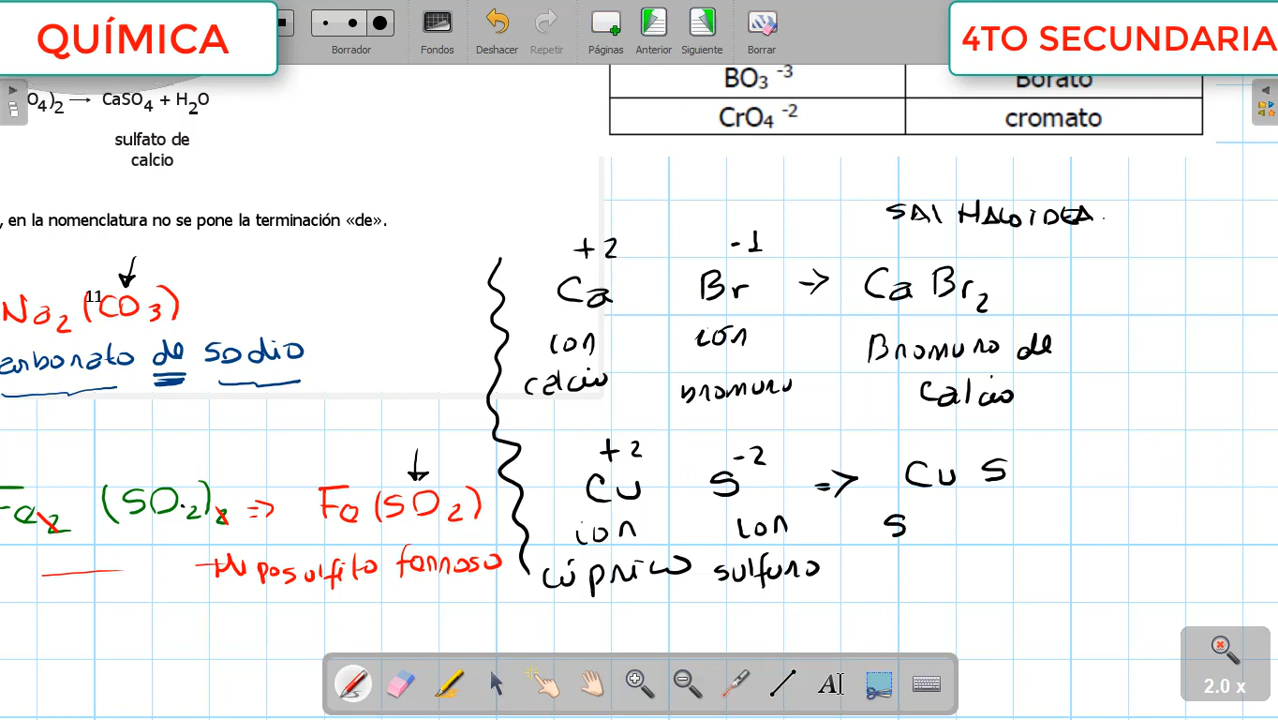 QUÍMICA
4TO SECUNDARIA
Borrador
Fondos
Deshacer
Repetir
Páginas
Anterior
Siguiente
Borrar
BO₃ ⁻³ Borato
CrO₄ ⁻² cromato
O₄)₂ → CaSO₄ + H₂O
sulfato de
calcio
, en la nomenclatura no se pone la terminación «de».
11
Na₂ (CO₃)
carbonato de sodio
Fe₂ (SO₂)₂ => Fe (SO₂)
Hiposulfito ferroso
SAL HALOIDEA.
+2 -1
Ca Br → CaBr₂
ion ion Bromuro de
calcio bromuro calcio
+2 -2
Cu S => Cu S
ion ion S
cúprico sulfuro
AI
2.0 x